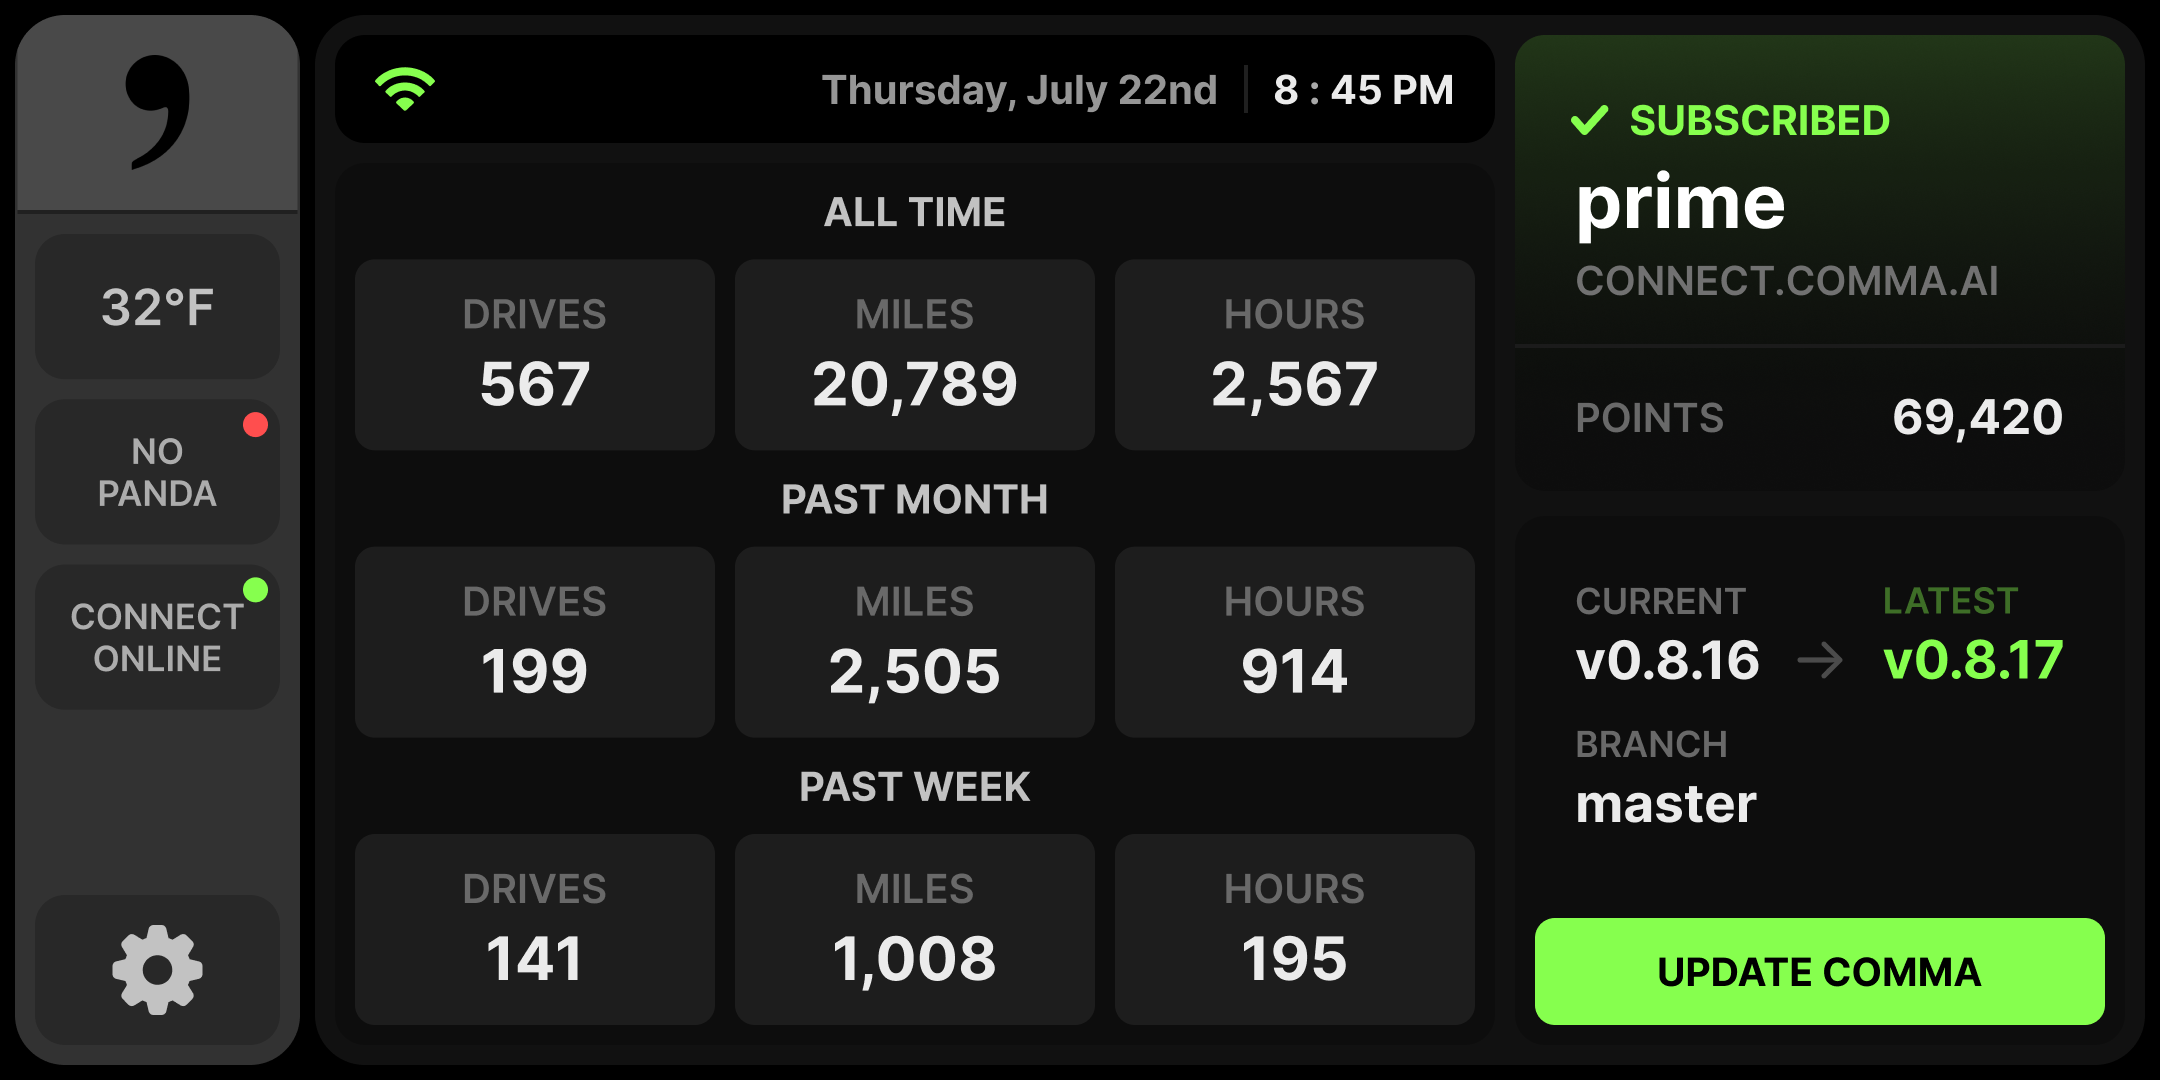 32°F
NO
PANDA
CONNECT
ONLINE
Thursday, July 22nd 8 : 45 PM
ALL TIME
DRIVES MILES HOURS
567 20,789 2,567
PAST MONTH
DRIVES MILES HOURS
199 2,505 914
PAST WEEK
DRIVES MILES HOURS
141 1,008 195
SUBSCRIBED
prime
CONNECT.COMMA.AI
POINTS 69,420
CURRENT LATEST
v0.8.16 → v0.8.17
BRANCH
master
UPDATE COMMA